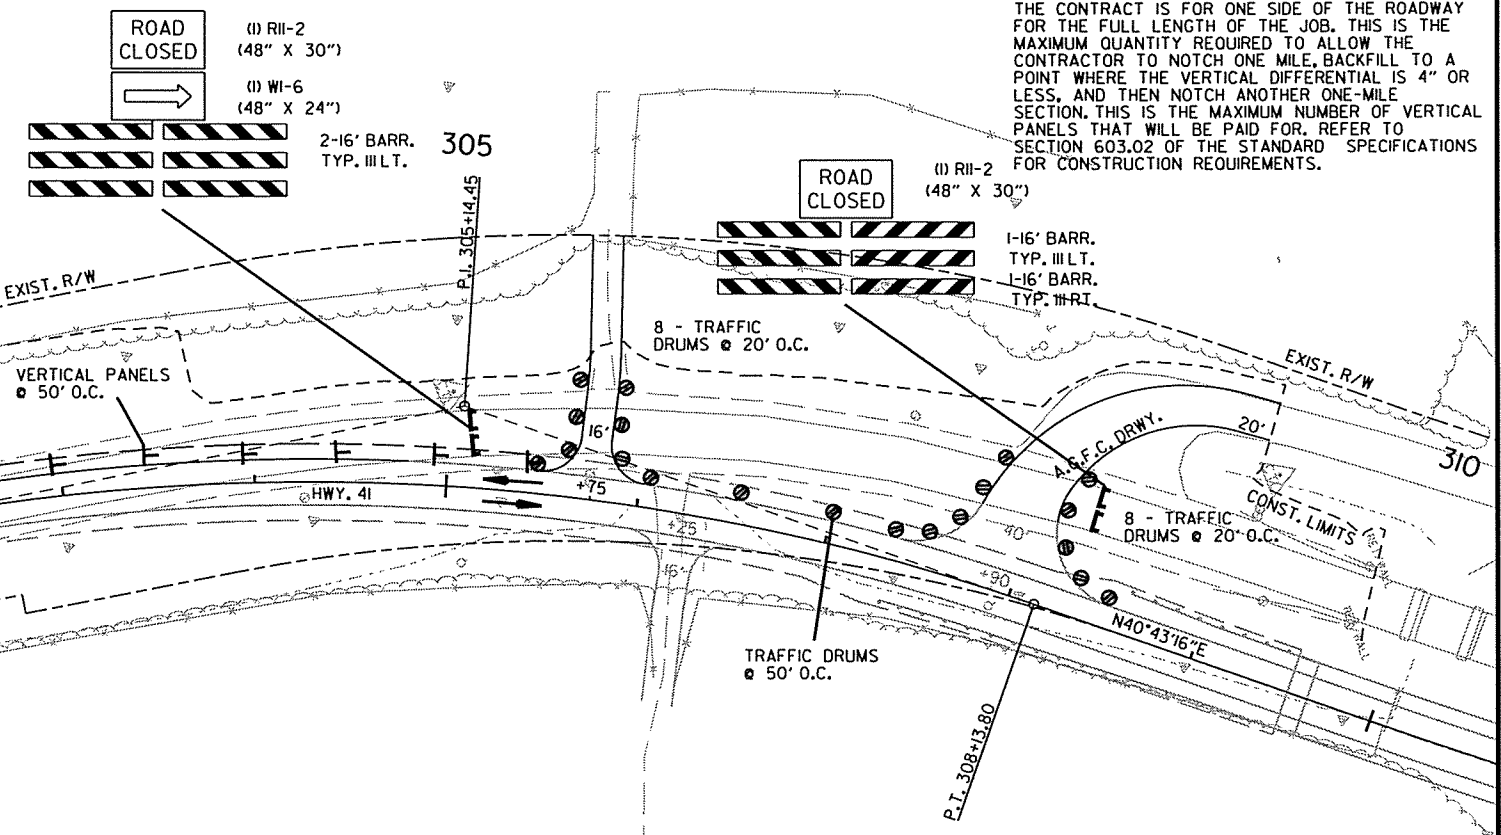 THE CONTRACT IS FOR ONE SIDE OF THE ROADWAY
FOR THE FULL LENGTH OF THE JOB. THIS IS THE
MAXIMUM QUANTITY REQUIRED TO ALLOW THE
CONTRACTOR TO NOTCH ONE MILE, BACKFILL TO A
POINT WHERE THE VERTICAL DIFFERENTIAL IS 4" OR
LESS, AND THEN NOTCH ANOTHER ONE-MILE
SECTION. THIS IS THE MAXIMUM NUMBER OF VERTICAL
PANELS THAT WILL BE PAID FOR. REFER TO
SECTION 603.02 OF THE STANDARD SPECIFICATIONS
FOR CONSTRUCTION REQUIREMENTS.
ROAD
CLOSED
(1) R11-2
(48" X 30")
(1) W1-6
(48" X 24")
2-16' BARR.
TYP. III LT.
305
P.I. 305+14.45
ROAD
CLOSED
(1) R11-2
(48" X 30")
1-16' BARR.
TYP. III LT.
1-16' BARR.
TYP. III RT.
EXIST. R/W
8 - TRAFFIC
DRUMS @ 20' O.C.
EXIST. R/W
VERTICAL PANELS
@ 50' O.C.
16'
A.G.F.C. DRWY.
20'
310
HWY. 41
+75
+25
16'
40'
CONST. LIMITS
8 - TRAFFIC
DRUMS @ 20' O.C.
+90
N40°43'16"E
TRAFFIC DRUMS
@ 50' O.C.
P.T. 308+13.80